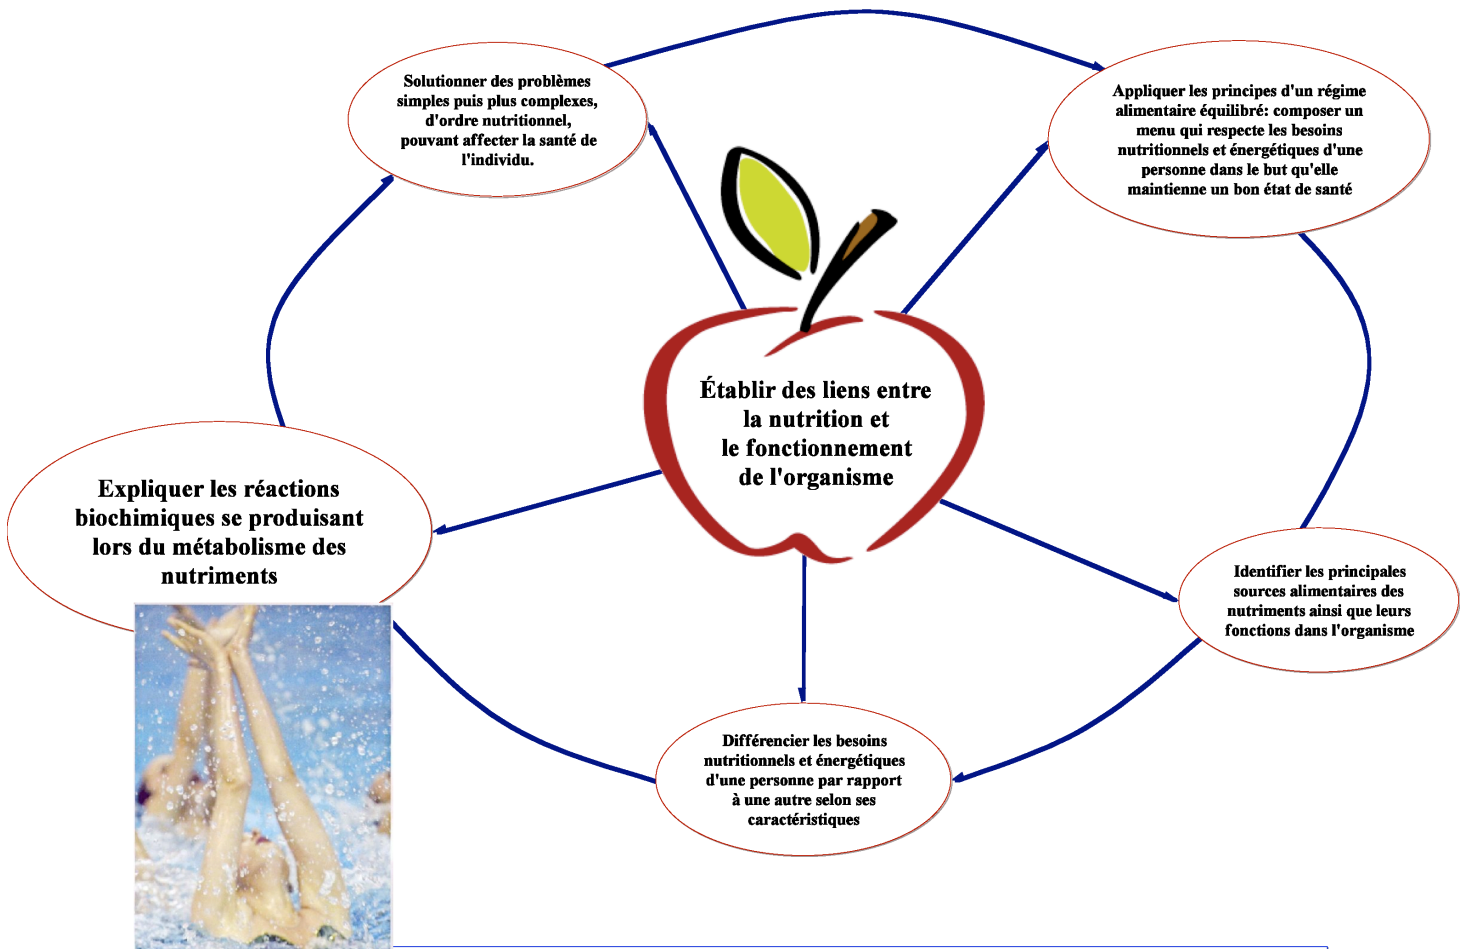 Solutionner des problèmes
simples puis plus complexes,
d'ordre nutritionnel,
pouvant affecter la santé de
l'individu.
Appliquer les principes d'un régime
alimentaire équilibré: composer un
menu qui respecte les besoins
nutritionnels et énergétiques d'une
personne dans le but qu'elle
maintienne un bon état de santé
Établir des liens entre
la nutrition et
le fonctionnement
de l'organisme
Expliquer les réactions
biochimiques se produisant
lors du métabolisme des
nutriments
Identifier les principales
sources alimentaires des
nutriments ainsi que leurs
fonctions dans l'organisme
Différencier les besoins
nutritionnels et énergétiques
d'une personne par rapport
à une autre selon ses
caractéristiques